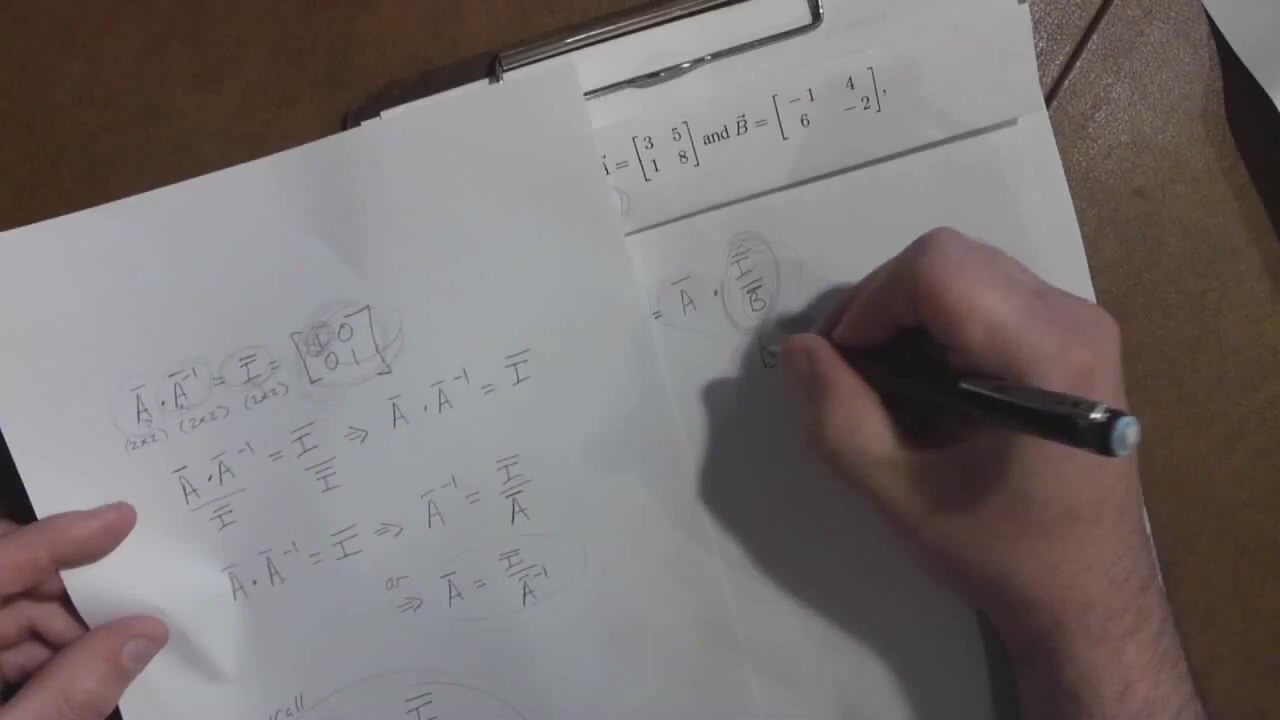 = [3 5 1 8] and B⃗ = [-1 4 6 -2],
= Ā · I̿ / B̿
Ā · Ā⁻¹ = I̿ = [1 0 0 1]
(2x2) (2x2) (2x2)
Ā · Ā⁻¹ / I̿ = I̿ / I̿ ⇒ Ā · Ā⁻¹ = I̿
Ā · Ā⁻¹ = I̿ ⇒ Ā⁻¹ = I̿ / Ā
or
⇒ Ā = I̿ / Ā⁻¹
I̿